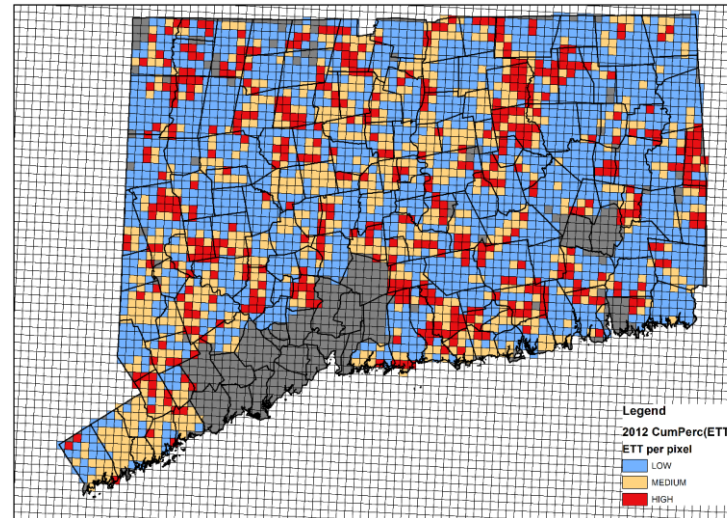 Legend
2012 CumPerc(ETT
ETT per pixel
LOW
MEDIUM
HIGH